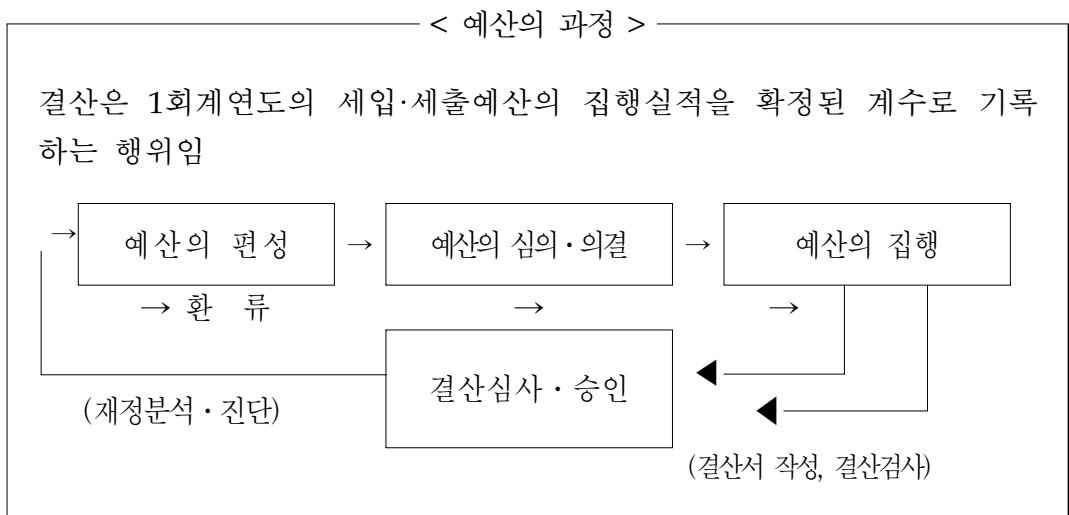 < 예산의 과정 >
결산은 1회계연도의 세입·세출예산의 집행실적을 확정된 계수로 기록
하는 행위임
→ 예산의 편성 → 예산의 심의·의결 → 예산의 집행
→ 환 류 → →
결산심사·승인
(재정분석·진단)
(결산서 작성, 결산검사)